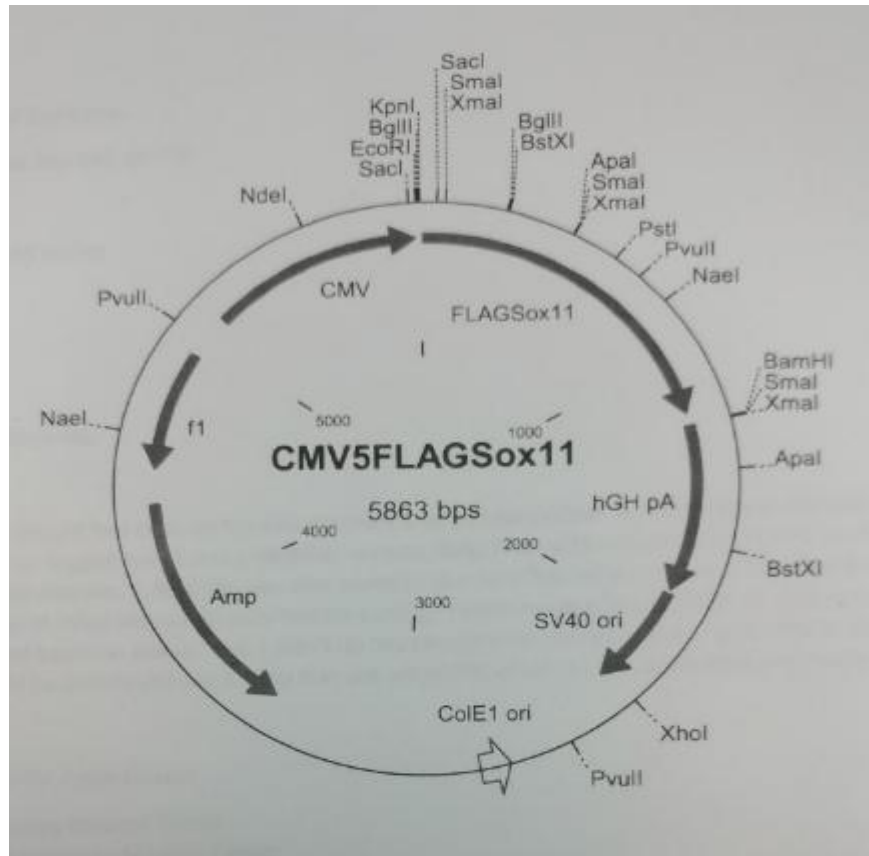 SacI
SmaI
XmaI
KpnI
BglII
EcoRI
SacI
BglII
BstXI
ApaI
SmaI
XmaI
NdeI
PstI
PvuII
NaeI
PvuII
CMV
FLAGSox11
BamHI
SmaI
XmaI
NaeI
f1
5000
1000
CMV5FLAGSox11
ApaI
5863 bps
hGH pA
4000
2000
BstXI
Amp
3000
SV40 ori
ColE1 ori
XhoI
PvuII